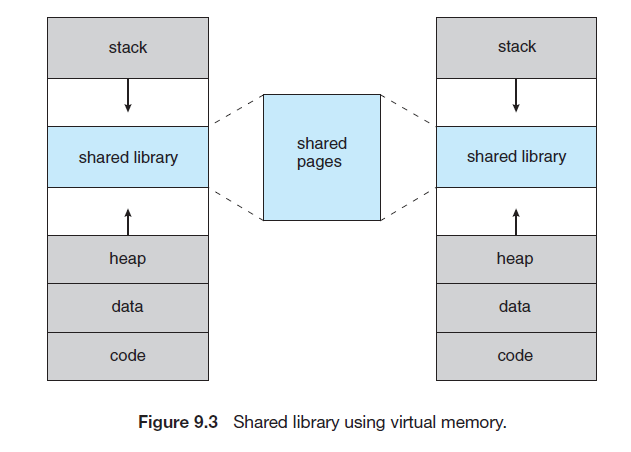 stack
shared library
heap
data
code
shared
pages
stack
shared library
heap
data
code
Figure 9.3 Shared library using virtual memory.